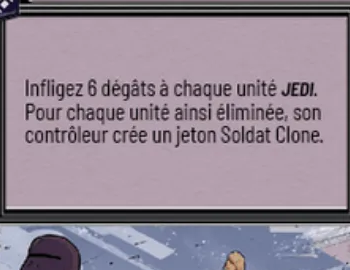 Infligez 6 dégâts à chaque unité JEDI.
Pour chaque unité ainsi éliminée, son
contrôleur crée un jeton Soldat Clone.